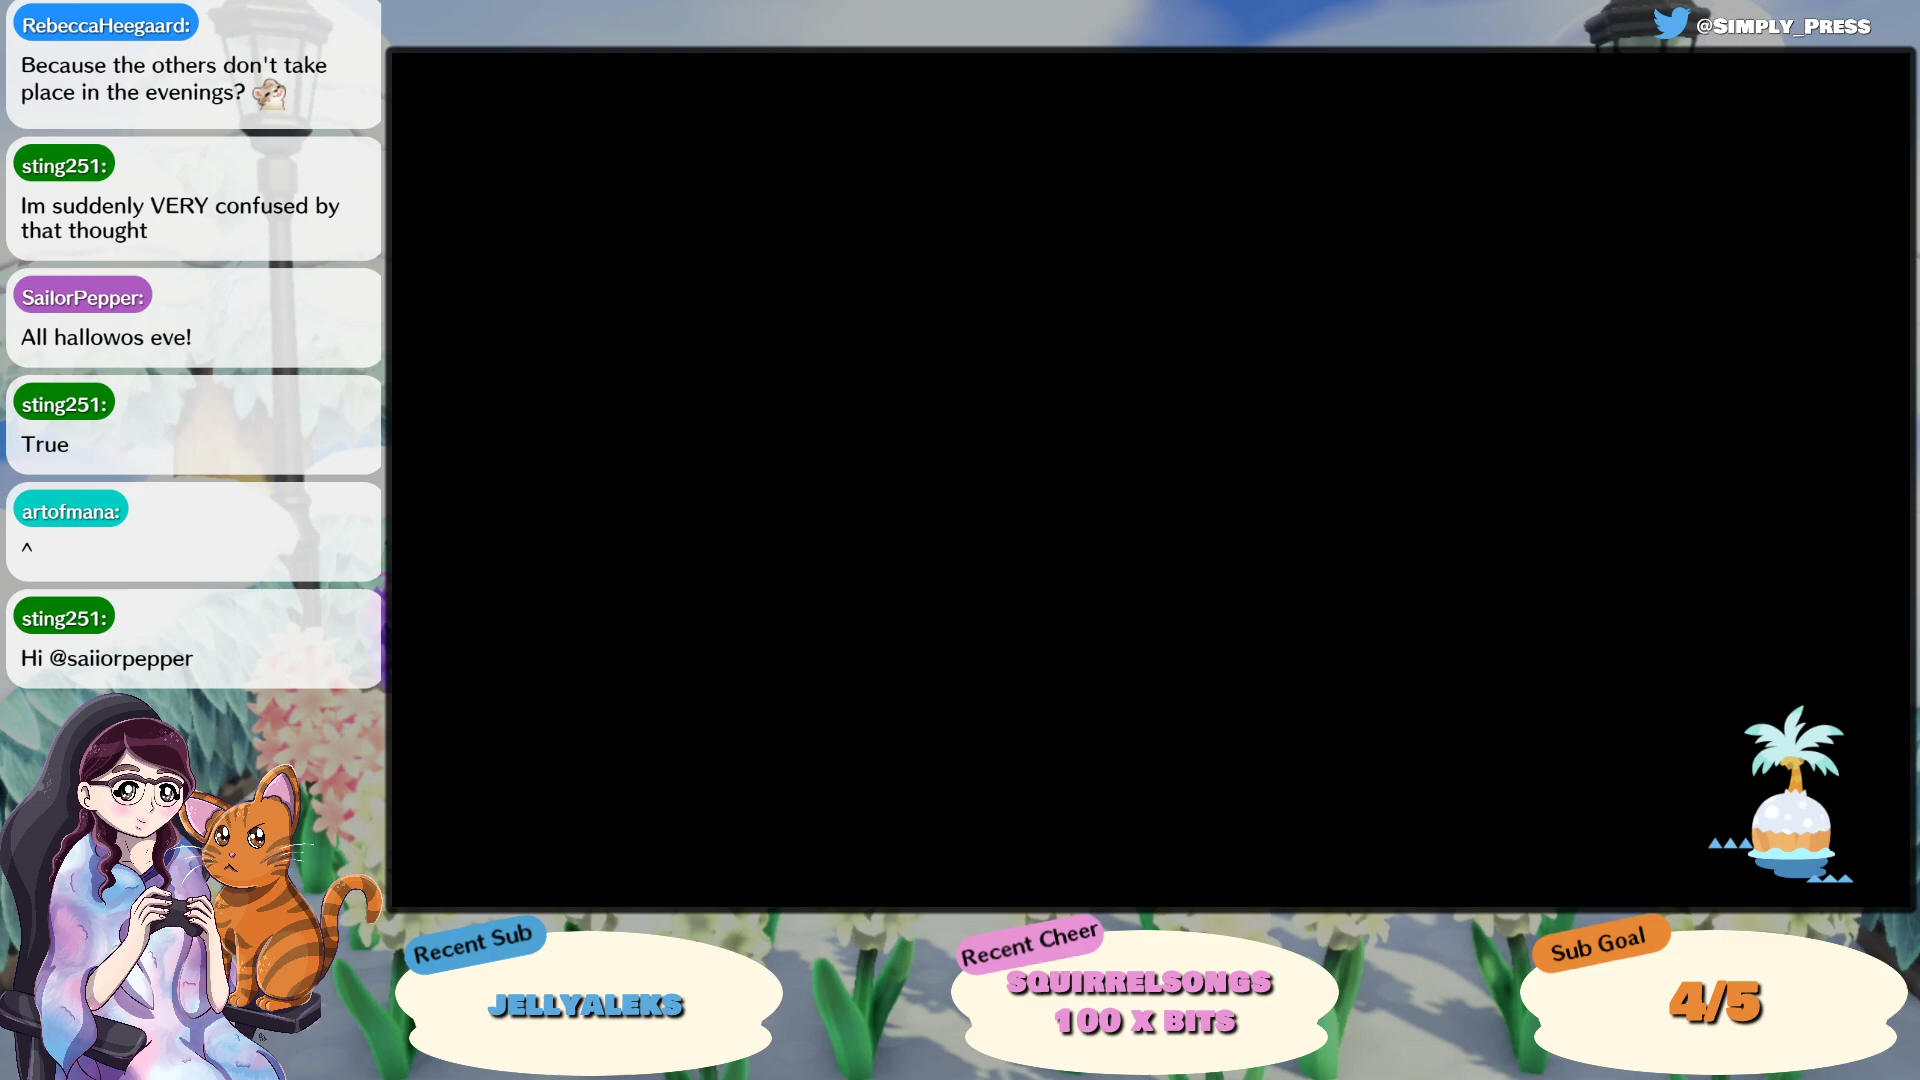 RebeccaHeegaard:
Because the others don't take
place in the evenings?
sting251:
Im suddenly VERY confused by
that thought
SailorPepper:
All hallowos eve!
sting251:
True
artofmana:
^
sting251:
Hi @saiiorpepper
@Simply_Press
Recent Sub
JELLYALEKS
Recent Cheer
SQUIRRELSONGS
100 X BITS
Sub Goal
4/5